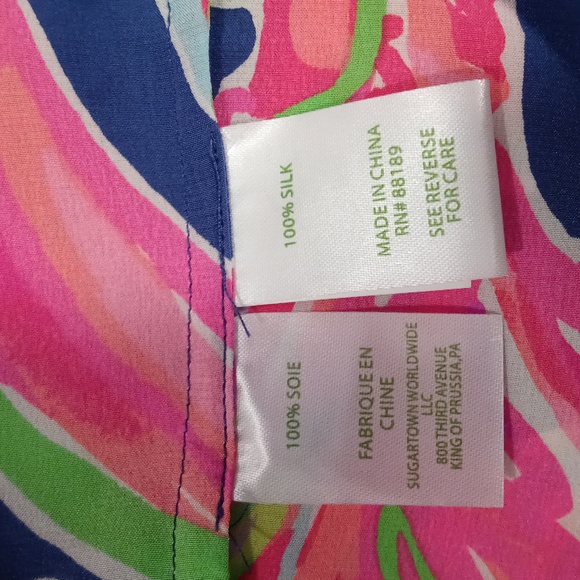 100% SILK
MADE IN CHINA
RN# 88189
SEE REVERSE
FOR CARE
100% SOIE
FABRIQUE EN
CHINE
SUGARTOWN WORLDWIDE
LLC
800 THIRD AVENUE
KING OF PRUSSIA,PA